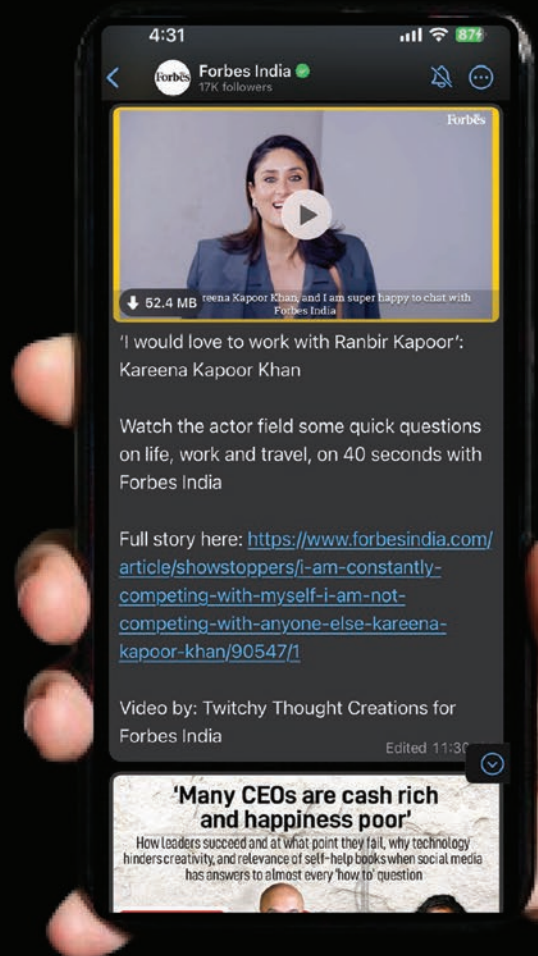 4:31
87
Forbes
Forbes India
17K followers
Forbes
52.4 MB
reena Kapoor Khan, and I am super happy to chat with
Forbes India
‘I would love to work with Ranbir Kapoor’:
Kareena Kapoor Khan
Watch the actor field some quick questions
on life, work and travel, on 40 seconds with
Forbes India
Full story here: https://www.forbesindia.com/
article/showstoppers/i-am-constantly-
competing-with-myself-i-am-not-
competing-with-anyone-else-kareena-
kapoor-khan/90547/1
Video by: Twitchy Thought Creations for
Forbes India
Edited 11:30
‘Many CEOs are cash rich
and happiness poor’
How leaders succeed and at what point they fail, why technology
hinders creativity, and relevance of self-help books when social media
has answers to almost every ‘how to’ question